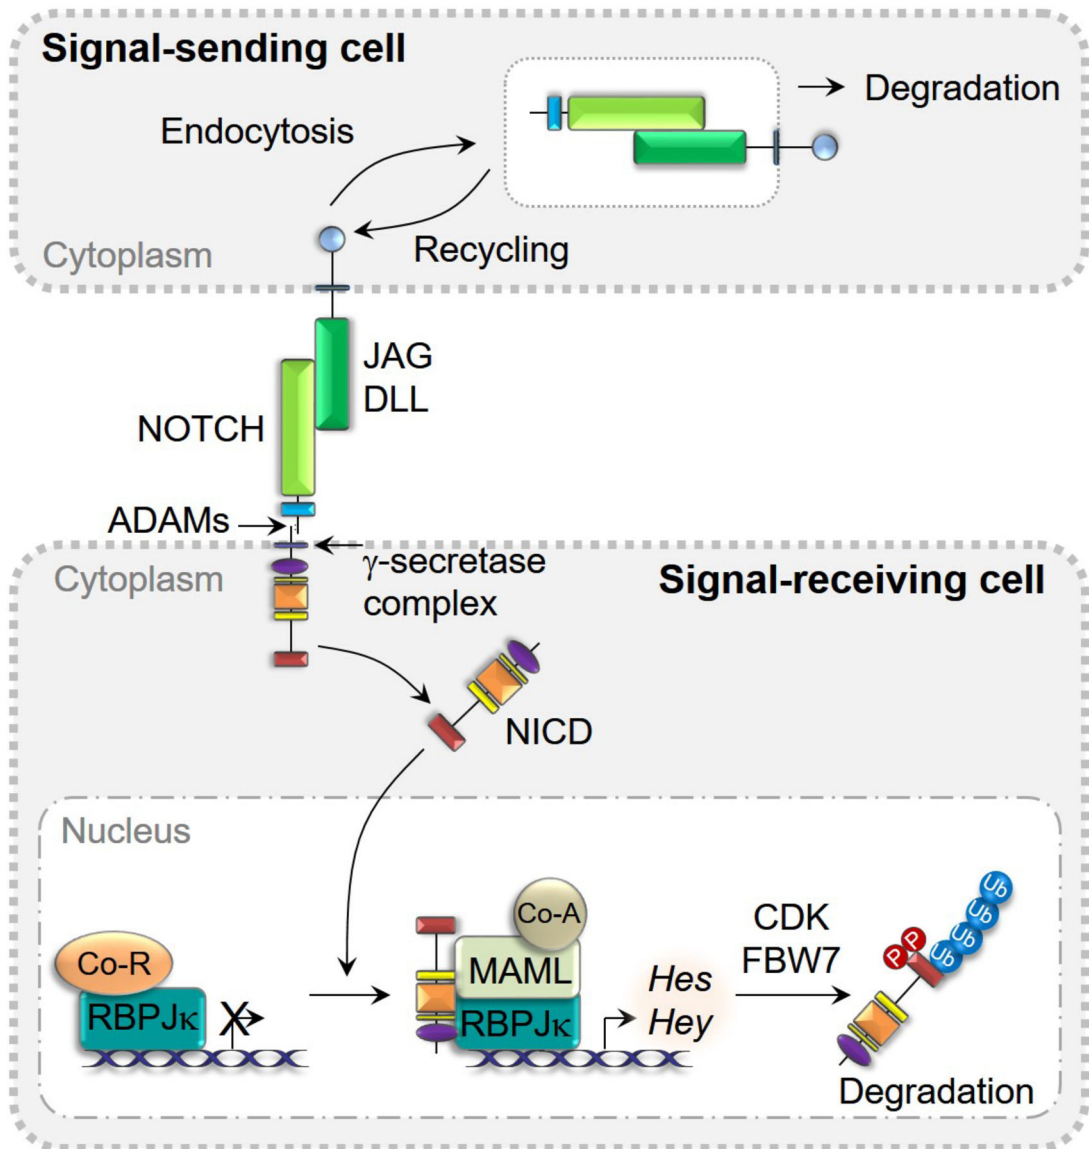 Signal-sending cell
Endocytosis
Degradation
Recycling
Cytoplasm
JAG
DLL
NOTCH
ADAMs
γ-secretase
complex
Cytoplasm
Signal-receiving cell
NICD
Nucleus
Co-R
RBPJκ
X
Co-A
MAML
RBPJκ
Hes
Hey
CDK
FBW7
P
P
Ub
Ub
Ub
Ub
Degradation